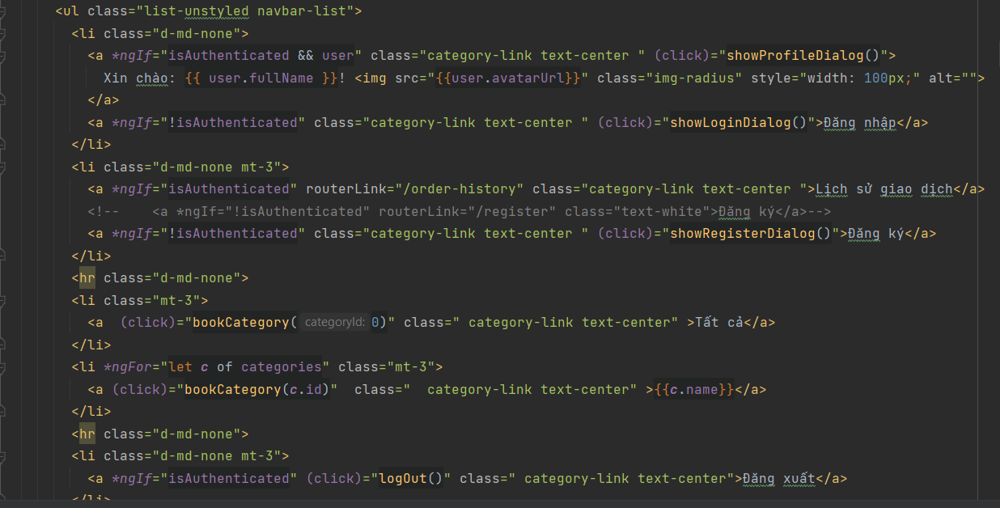 <ul class="list-unstyled navbar-list">
<li class="d-md-none">
<a *ngIf="isAuthenticated && user" class="category-link text-center " (click)="showProfileDialog()">
Xin chào: {{ user.fullName }}! <img src="{{user.avatarUrl}}" class="img-radius" style="width: 100px;" alt="">
</a>
<a *ngIf="!isAuthenticated" class="category-link text-center " (click)="showLoginDialog()">Đăng nhập</a>
</li>
<li class="d-md-none mt-3">
<a *ngIf="isAuthenticated" routerLink="/order-history" class="category-link text-center ">Lịch sử giao dịch</a>
<!--    <a *ngIf="!isAuthenticated" routerLink="/register" class="text-white">Đăng ký</a>-->
<a *ngIf="!isAuthenticated" class="category-link text-center " (click)="showRegisterDialog()">Đăng ký</a>
</li>
<hr class="d-md-none">
<li class="mt-3">
<a  (click)="bookCategory( categoryId: 0)" class=" category-link text-center" >Tất cả</a>
</li>
<li *ngFor="let c of categories" class="mt-3">
<a (click)="bookCategory(c.id)"  class="  category-link text-center" >{{c.name}}</a>
</li>
<hr class="d-md-none">
<li class="d-md-none mt-3">
<a *ngIf="isAuthenticated" (click)="logOut()" class=" category-link text-center">Đăng xuất</a>
</li>